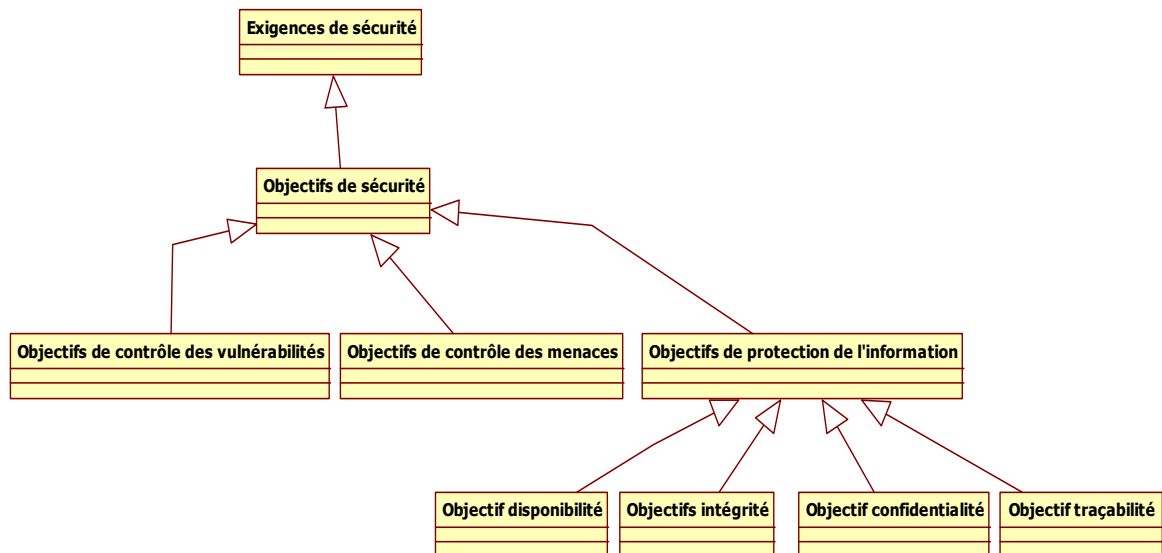 Exigences de sécurité
Objectifs de sécurité
Objectifs de contrôle des vulnérabilités
Objectifs de contrôle des menaces
Objectifs de protection de l'information
Objectif disponibilité
Objectifs intégrité
Objectif confidentialité
Objectif traçabilité